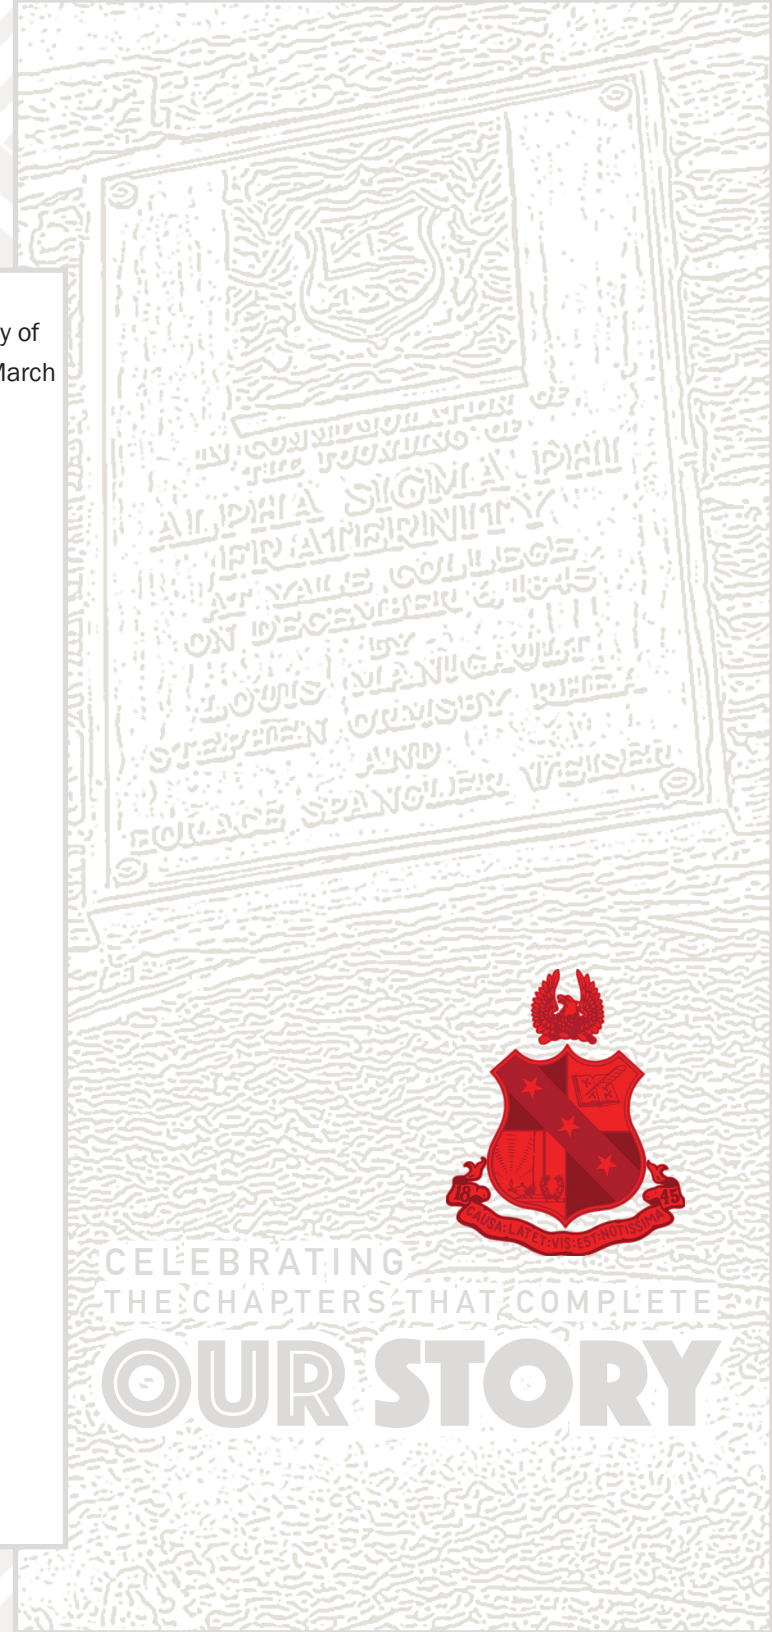 y of
March
IN COMMEMORATION OF
THE FOUNDING OF
ALPHA SIGMA PHI
FRATERNITY
AT YALE COLLEGE
ON DECEMBER 6, 1845
BY
LOUIS MANIGAULT
STEPHEN ORMSBY RHEA
AND
HORACE SPANGLER WEISER
18 45
CAUSA:LATET:VIS:EST:NOTISSIMA
CELEBRATING
THE CHAPTERS THAT COMPLETE
OUR STORY